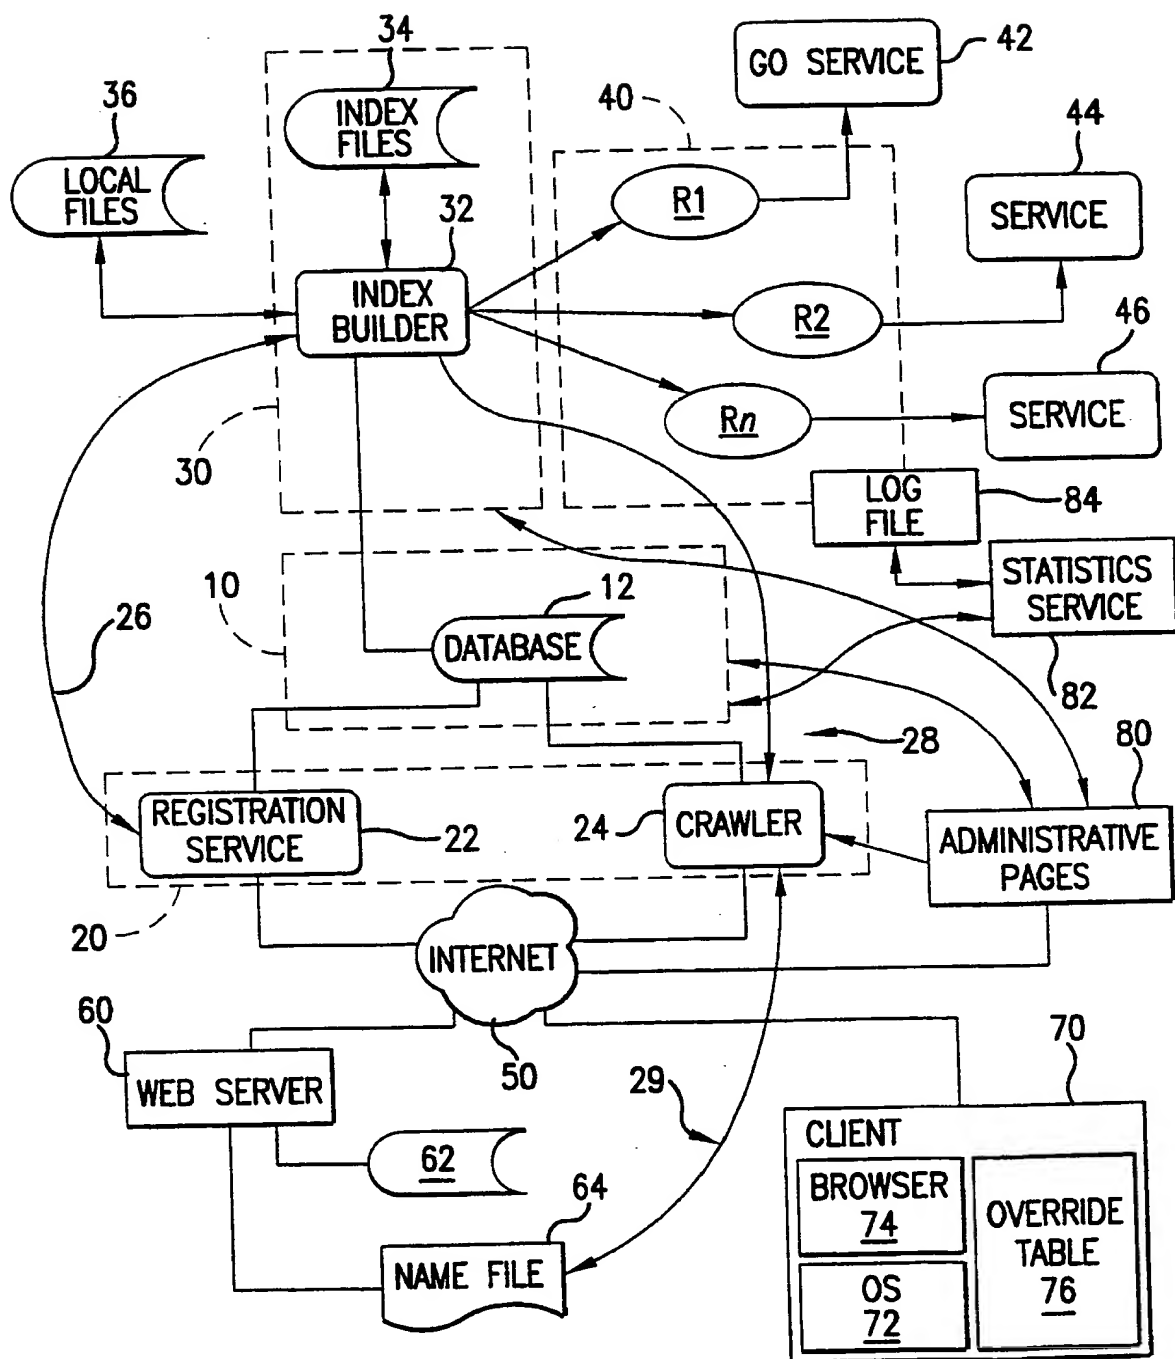 34
42
GO SERVICE
36
INDEX
FILES
40
44
LOCAL
FILES
R1
32
SERVICE
INDEX
BUILDER
R2
46
Rn
SERVICE
30
LOG
FILE
84
10
12
STATISTICS
SERVICE
26
DATABASE
82
28
80
REGISTRATION
SERVICE
22
24
CRAWLER
ADMINISTRATIVE
PAGES
20
INTERNET
60
50
70
WEB SERVER
29
CLIENT
62
BROWSER
74
OVERRIDE
TABLE
76
64
NAME FILE
OS
72